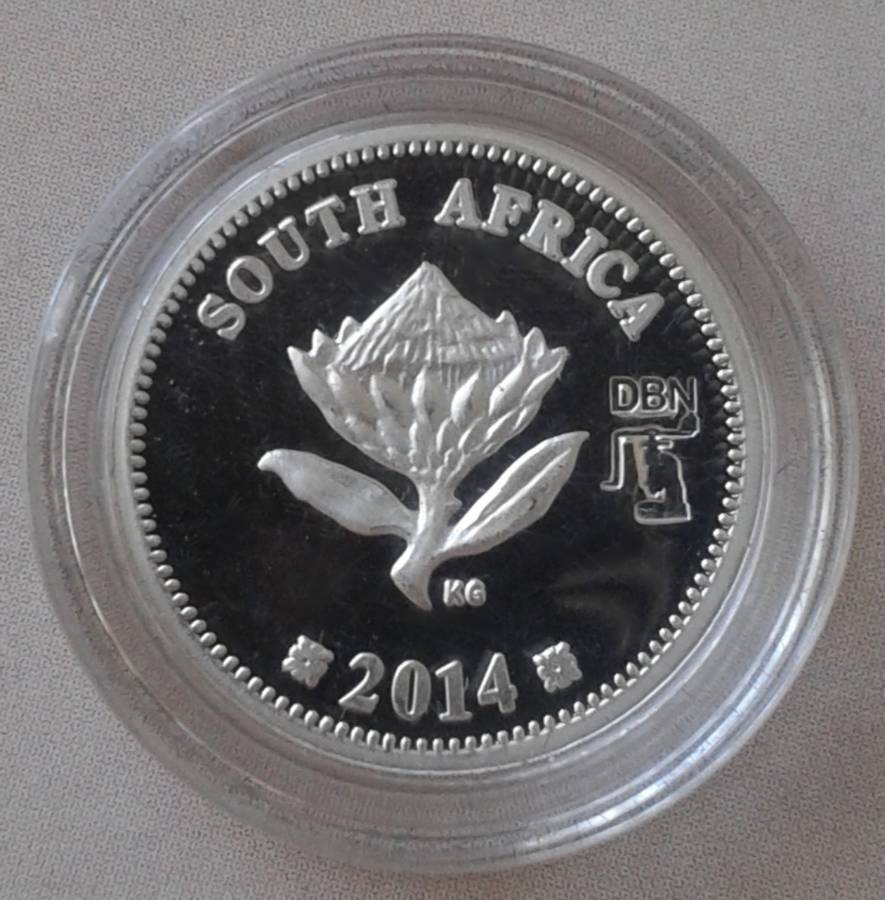 SOUTH AFRICA
DBN
KG
2014